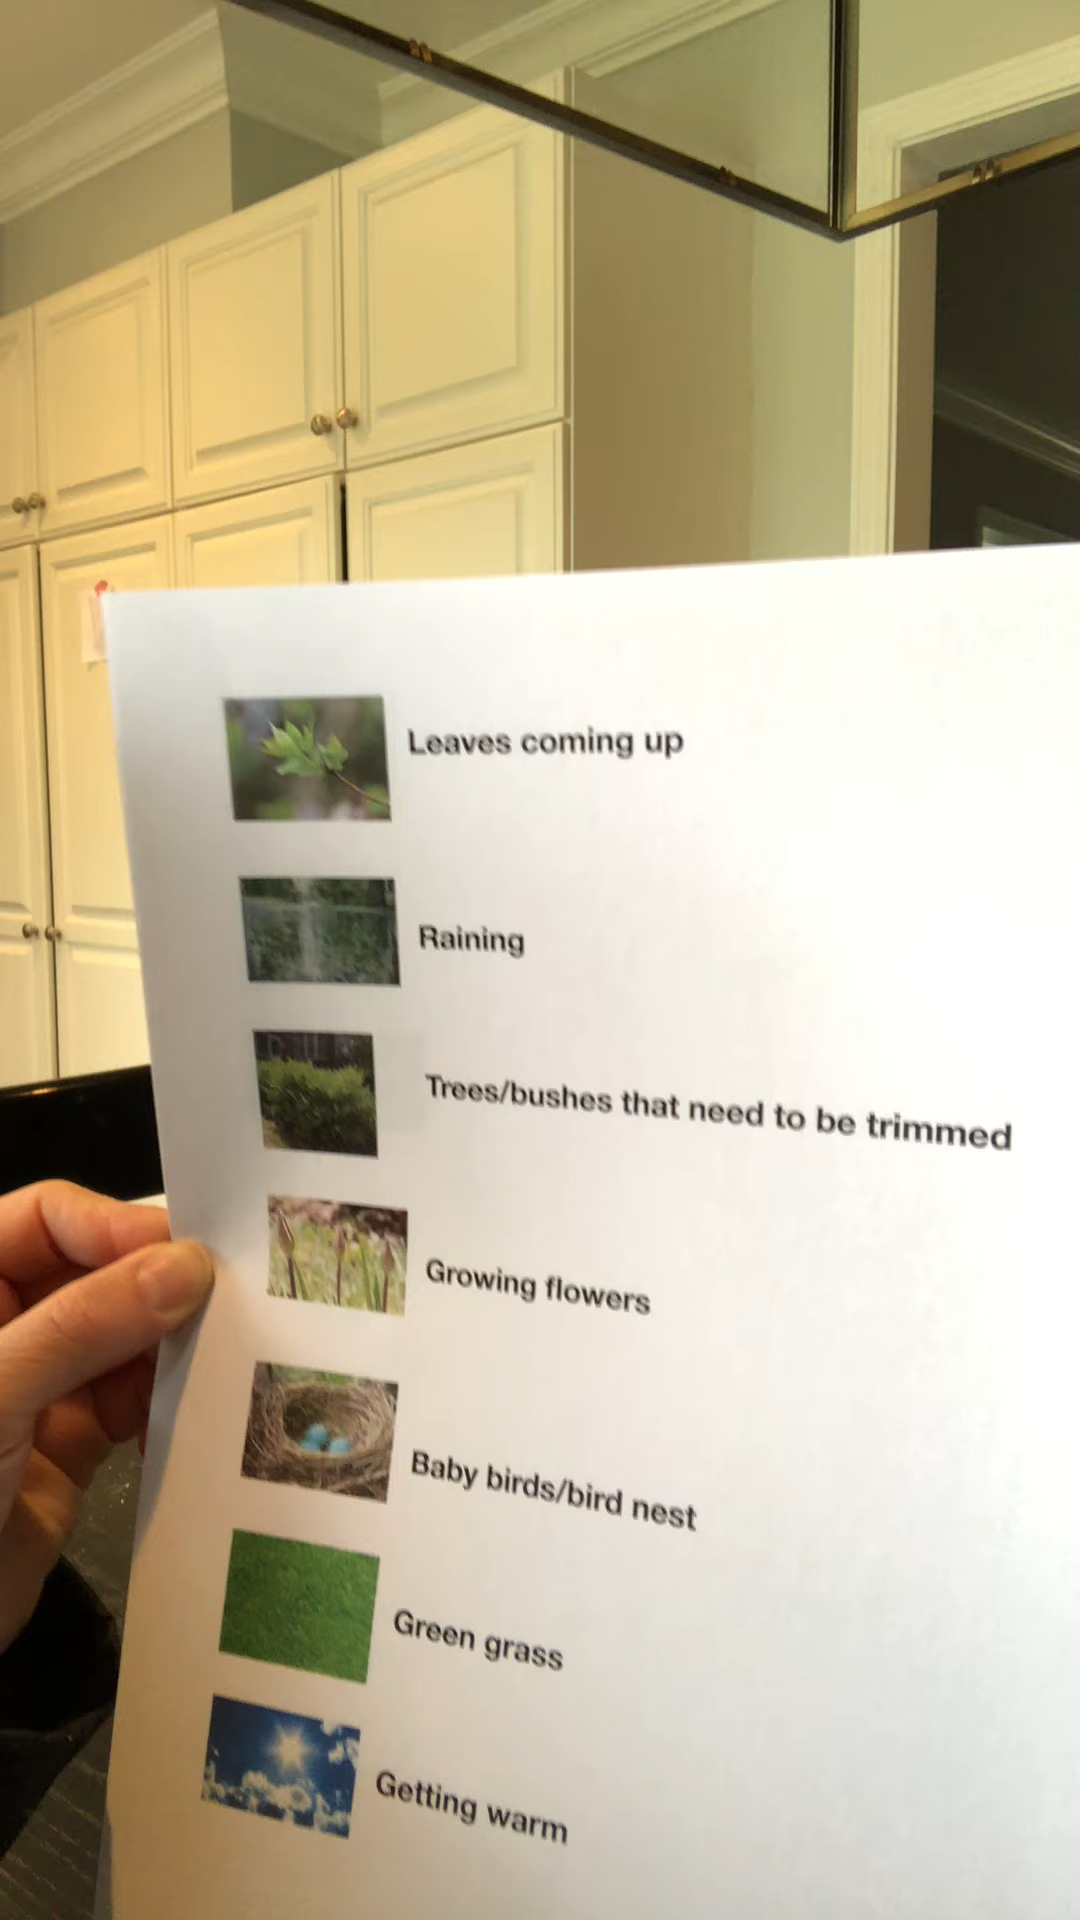 Leaves coming up
Raining
Trees/bushes that need to be trimmed
Growing flowers
Baby birds/bird nest
Green grass
Getting warm